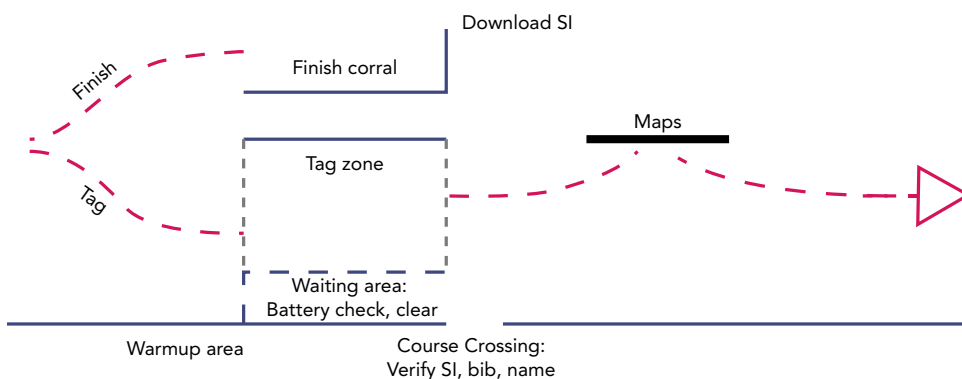 Download SI
Finish corral
Finish
Maps
Tag zone
Tag
Waiting area:
Battery check, clear
Warmup area
Course Crossing:
Verify SI, bib, name